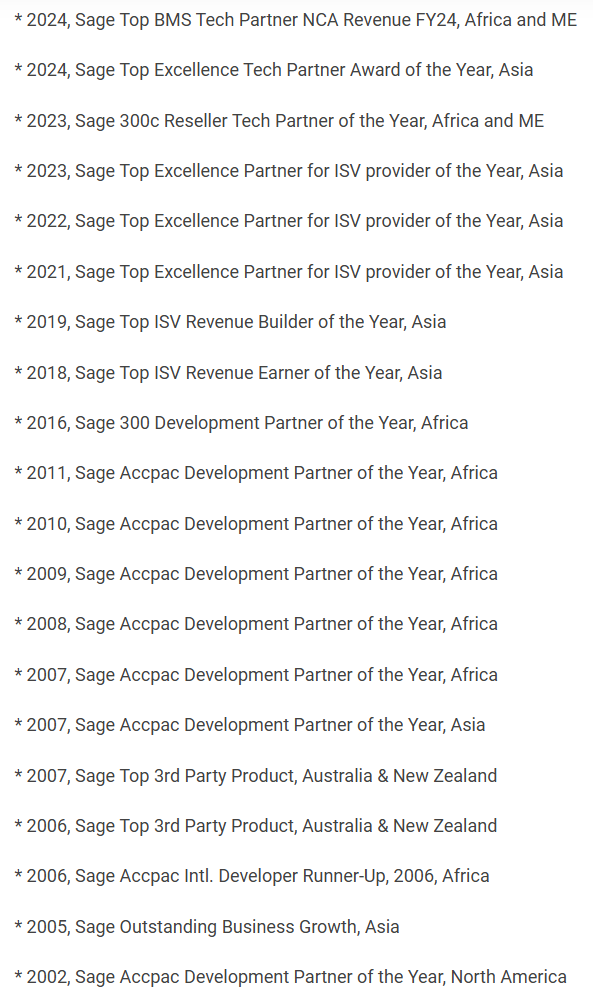 * 2024, Sage Top BMS Tech Partner NCA Revenue FY24, Africa and ME
* 2024, Sage Top Excellence Tech Partner Award of the Year, Asia
* 2023, Sage 300c Reseller Tech Partner of the Year, Africa and ME
* 2023, Sage Top Excellence Partner for ISV provider of the Year, Asia
* 2022, Sage Top Excellence Partner for ISV provider of the Year, Asia
* 2021, Sage Top Excellence Partner for ISV provider of the Year, Asia
* 2019, Sage Top ISV Revenue Builder of the Year, Asia
* 2018, Sage Top ISV Revenue Earner of the Year, Asia
* 2016, Sage 300 Development Partner of the Year, Africa
* 2011, Sage Accpac Development Partner of the Year, Africa
* 2010, Sage Accpac Development Partner of the Year, Africa
* 2009, Sage Accpac Development Partner of the Year, Africa
* 2008, Sage Accpac Development Partner of the Year, Africa
* 2007, Sage Accpac Development Partner of the Year, Africa
* 2007, Sage Accpac Development Partner of the Year, Asia
* 2007, Sage Top 3rd Party Product, Australia & New Zealand
* 2006, Sage Top 3rd Party Product, Australia & New Zealand
* 2006, Sage Accpac Intl. Developer Runner-Up, 2006, Africa
* 2005, Sage Outstanding Business Growth, Asia
* 2002, Sage Accpac Development Partner of the Year, North America